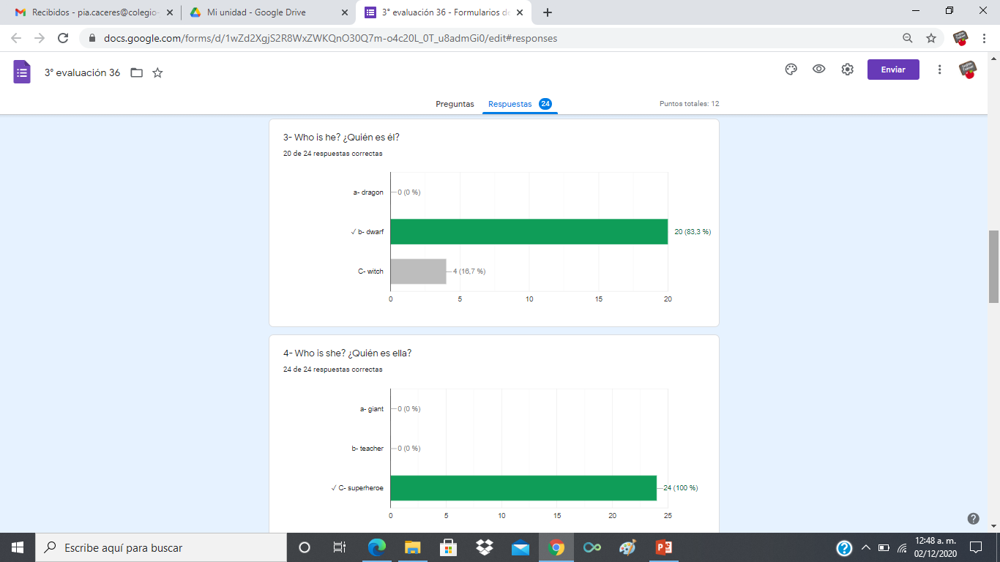 Recibidos - pia.caceres@colegio-
Mi unidad - Google Drive
3° evaluación 36 - Formularios de
docs.google.com/forms/d/1wZd2XgjS2R8WxZWKQnO30Q7m-o4c20L_0T_u8admGi0/edit#responses
3° evaluación 36
Enviar
Preguntas
Respuestas 24
Puntos totales: 12
3- Who is he? ¿Quién es él?
20 de 24 respuestas correctas
a- dragon
0 (0 %)
✓ b- dwarf
20 (83,3 %)
C- witch
4 (16,7 %)
0 5 10 15 20
4- Who is she? ¿Quién es ella?
24 de 24 respuestas correctas
a- giant
0 (0 %)
b- teacher
0 (0 %)
✓ C- superheroe
24 (100 %)
0 5 10 15 20 25
Escribe aquí para buscar
12:48 a. m.
02/12/2020